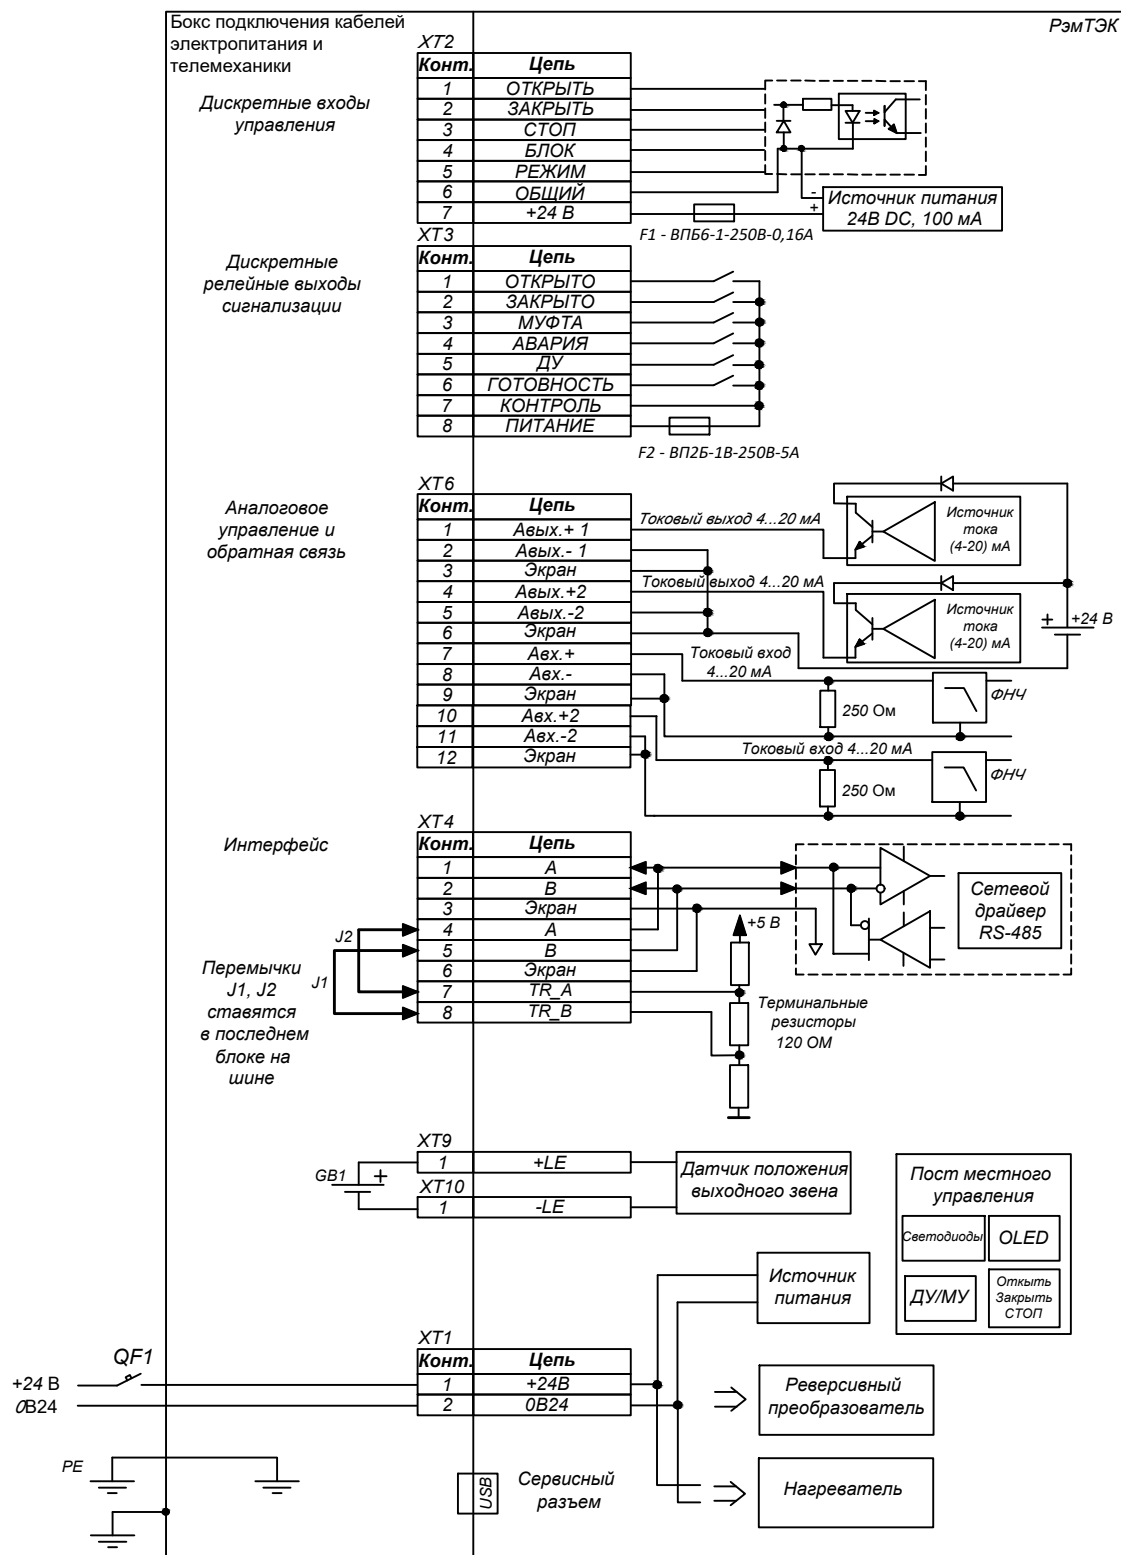 Бокс подключения кабелей
электропитания и
телемеханики
РэмТЭК
Дискретные входы
управления
XT2
Конт. Цепь
1 ОТКРЫТЬ
2 ЗАКРЫТЬ
3 СТОП
4 БЛОК
5 РЕЖИМ
6 ОБЩИЙ
7 +24 В
-
+
Источник питания
24В DC, 100 мА
F1 - ВПБ6-1-250В-0,16А
Дискретные
релейные выходы
сигнализации
XT3
Конт. Цепь
1 ОТКРЫТО
2 ЗАКРЫТО
3 МУФТА
4 АВАРИЯ
5 ДУ
6 ГОТОВНОСТЬ
7 КОНТРОЛЬ
8 ПИТАНИЕ
F2 - ВП2Б-1В-250В-5А
Аналоговое
управление и
обратная связь
XT6
Конт. Цепь
1 Авых.+ 1
2 Авых.- 1
3 Экран
4 Авых.+2
5 Авых.-2
6 Экран
7 Авх.+
8 Авх.-
9 Экран
10 Авх.+2
11 Авх.-2
12 Экран
Токовый выход 4...20 мА
Источник
тока
(4-20) мА
Токовый выход 4...20 мА
Источник
тока
(4-20) мА
+ +24 В
Токовый вход
4...20 мА
250 Ом
ФНЧ
Токовый вход 4...20 мА
250 Ом
ФНЧ
Интерфейс
XT4
Конт. Цепь
1 A
2 B
3 Экран
4 A
5 B
6 Экран
7 TR_A
8 TR_B
J2
J1
Перемычки
J1, J2
ставятся
в последнем
блоке на
шине
+5 В
Терминальные
резисторы
120 ОМ
Сетевой
драйвер
RS-485
XT9
1 +LE
XT10
1 -LE
GB1
+
Датчик положения
выходного звена
Пост местного
управления
Светодиоды
OLED
ДУ/МУ
Откыть
Закрыть
СТОП
Источник
питания
XT1
Конт. Цепь
1 +24В
2 0В24
QF1
+24 В
0В24
Реверсивный
преобразователь
PE
USB
Сервисный
разъем
Нагреватель